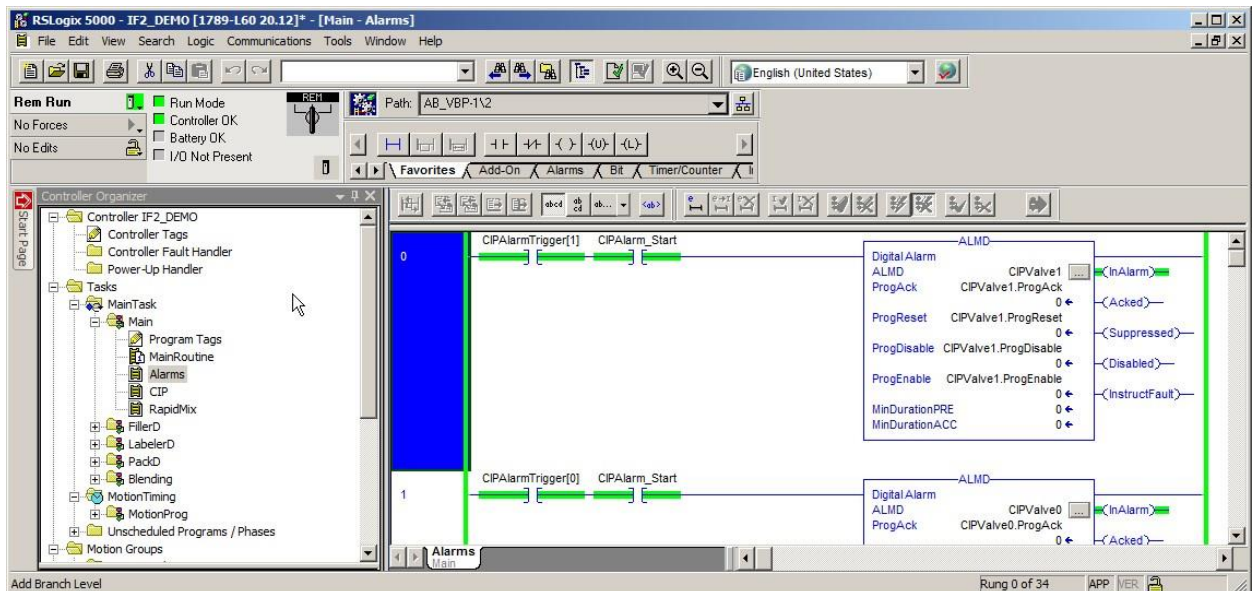 RSLogix 5000 - IF2_DEMO [1789-L60 20.12]* - [Main - Alarms]
File Edit View Search Logic Communications Tools Window Help
English (United States)
Rem Run
Run Mode
REM
Path: AB_VBP-1\2
No Forces
Controller OK
Battery OK
No Edits
I/O Not Present
Favorites Add-On Alarms Bit Timer/Counter
Start Page
Controller Organizer
Controller IF2_DEMO
Controller Tags
Controller Fault Handler
Power-Up Handler
Tasks
MainTask
Main
Program Tags
MainRoutine
Alarms
CIP
RapidMix
FillerD
LabelerD
PackD
Blending
MotionTiming
MotionProg
Unscheduled Programs / Phases
Motion Groups
0
CIPAlarmTrigger[1] CIPAlarm_Start
ALMD
Digital Alarm
ALMD CIPValve1 ... (InAlarm)
ProgAck CIPValve1.ProgAck
0 (Acked)
ProgReset CIPValve1.ProgReset
0 (Suppressed)
ProgDisable CIPValve1.ProgDisable
0 (Disabled)
ProgEnable CIPValve1.ProgEnable
0 (InstructFault)
MinDurationPRE 0
MinDurationACC 0
1
CIPAlarmTrigger[0] CIPAlarm_Start
ALMD
Digital Alarm
ALMD CIPValve0 ... (InAlarm)
ProgAck CIPValve0.ProgAck
0 (Acked)
Alarms
Main
Add Branch Level
Rung 0 of 34 APP VER